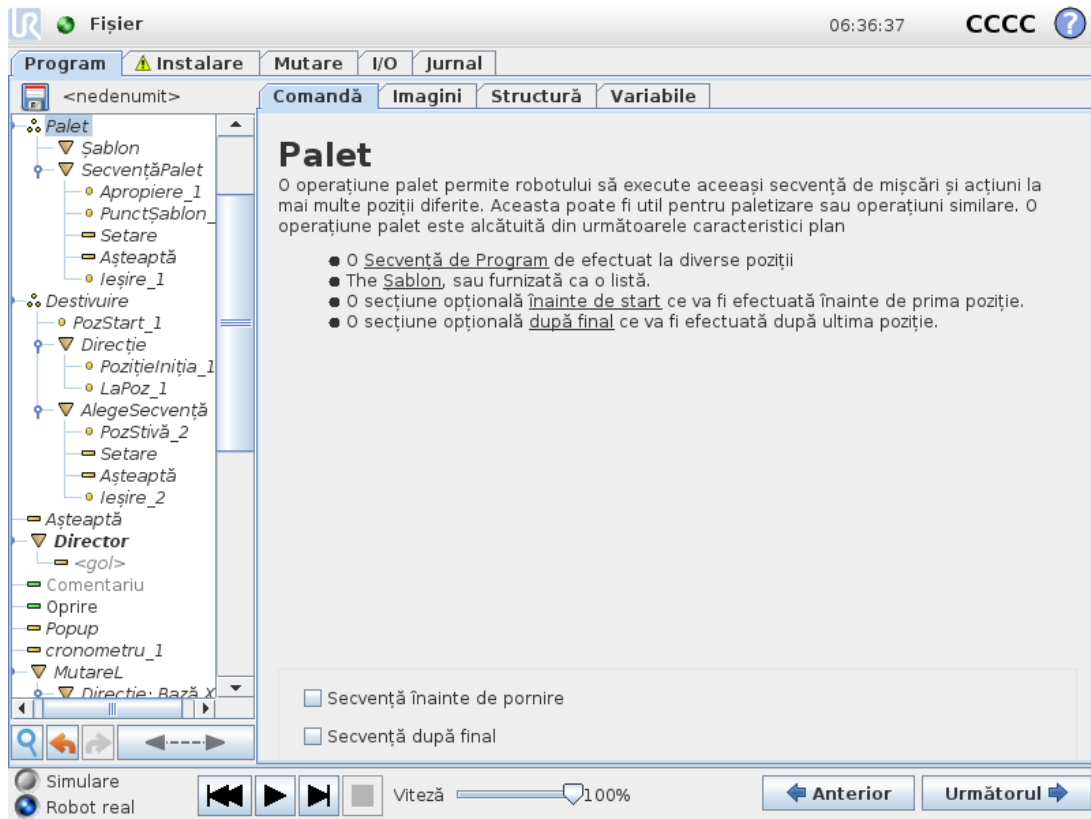 Fișier
06:36:37
CCCC
?
Program
Instalare
Mutare
I/O
Jurnal
<nedenumit>
Comandă
Imagini
Structură
Variabile
Palet
Șablon
SecvențăPalet
Apropiere_1
PunctȘablon_
Setare
Așteaptă
Ieșire_1
Destivuire
PozStart_1
Direcție
PozițieIniția_1
LaPoz_1
AlegeSecvență
PozStivă_2
Setare
Așteaptă
Ieșire_2
Așteaptă
Director
<gol>
Comentariu
Oprire
Popup
cronometru_1
MutareL
Direcție: Bază X
Palet
O operațiune palet permite robotului să execute aceeași secvență de mișcări și acțiuni la
mai multe poziții diferite. Aceasta poate fi util pentru paletizare sau operațiuni similare. O
operațiune palet este alcătuită din următoarele caracteristici plan
O Secvență de Program de efectuat la diverse poziții
The Șablon, sau furnizată ca o listă.
O secțiune opțională înainte de start ce va fi efectuată înainte de prima poziție.
O secțiune opțională după final ce va fi efectuată după ultima poziție.
Secvență înainte de pornire
Secvență după final
Simulare
Robot real
Viteză
100%
Anterior
Următorul